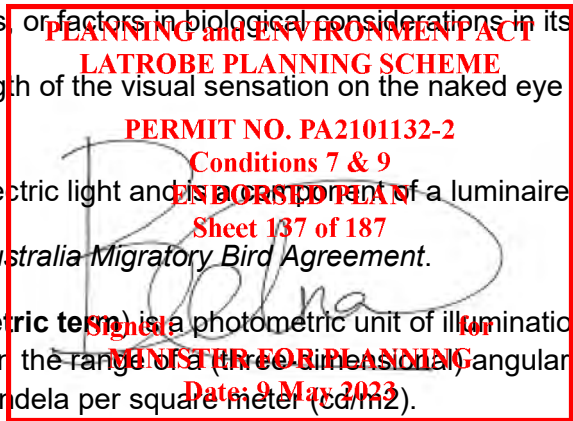 s, or factors in biological considerations in its
PLANNING and ENVIRONMENT ACT
LATROBE PLANNING SCHEME
gth of the visual sensation on the naked eye
PERMIT NO. PA2101132-2
Conditions 7 & 9
ectric light and is a component of a luminaire
ENDORSED PLAN
Sheet 137 of 187
ustralia Migratory Bird Agreement.
tric term) is a photometric unit of illuminatio
Signed: for
r the range of a (three-dimensional) angular
MINISTER FOR PLANNING
ndela per square meter (cd/m2).
Date: 9 May 2023